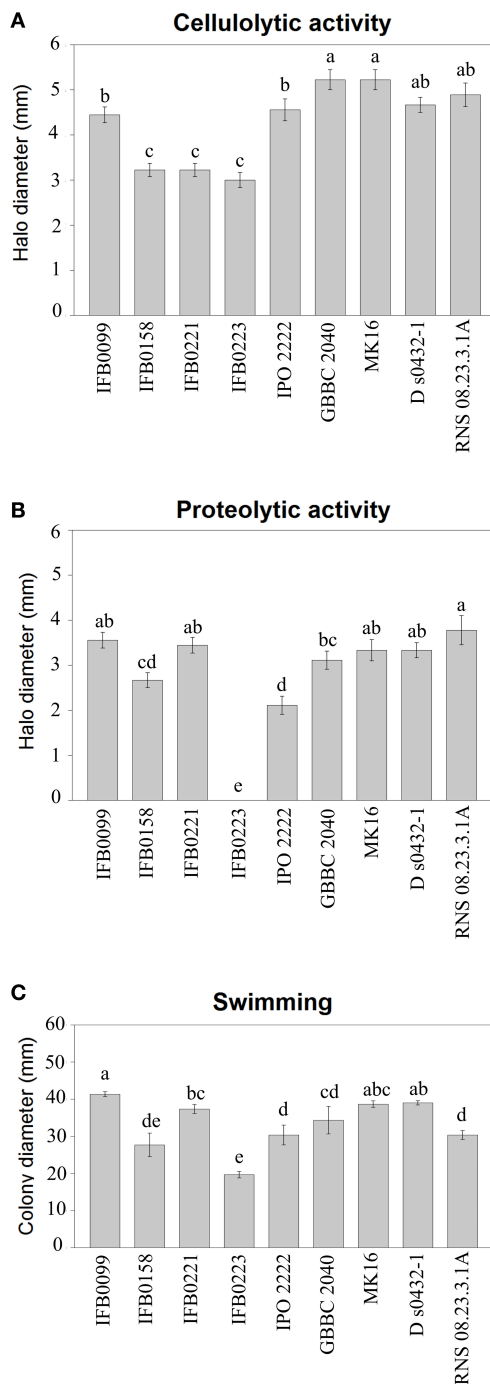 A
Cellulolytic activity
Halo diameter (mm)
6
5
4
3
2
1
0
b
c
c
c
b
a
a
ab
ab
IFB0099
IFB0158
IFB0221
IFB0223
IPO 2222
GBBC 2040
MK16
D s0432-1
RNS 08.23.3.1A
B
Proteolytic activity
Halo diameter (mm)
6
5
4
3
2
1
0
ab
cd
ab
e
d
bc
ab
ab
a
IFB0099
IFB0158
IFB0221
IFB0223
IPO 2222
GBBC 2040
MK16
D s0432-1
RNS 08.23.3.1A
C
Swimming
Colony diameter (mm)
60
50
40
30
20
10
0
a
de
bc
e
d
cd
abc
ab
d
IFB0099
IFB0158
IFB0221
IFB0223
IPO 2222
GBBC 2040
MK16
D s0432-1
RNS 08.23.3.1A